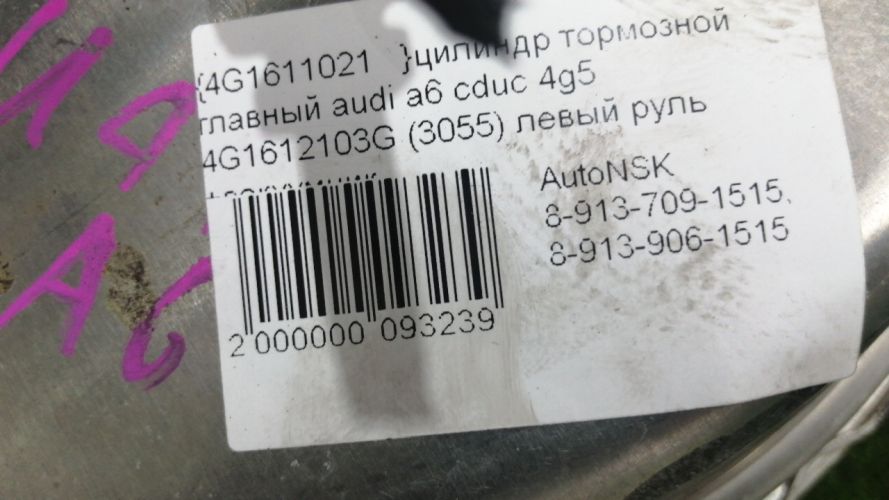 {4G1611021 }цилиндр тормозной
главный audi a6 cduc 4g5
4G1612103G (3055) левый руль
AutoNSK
8-913-709-1515,
8-913-906-1515
2 000000 093239